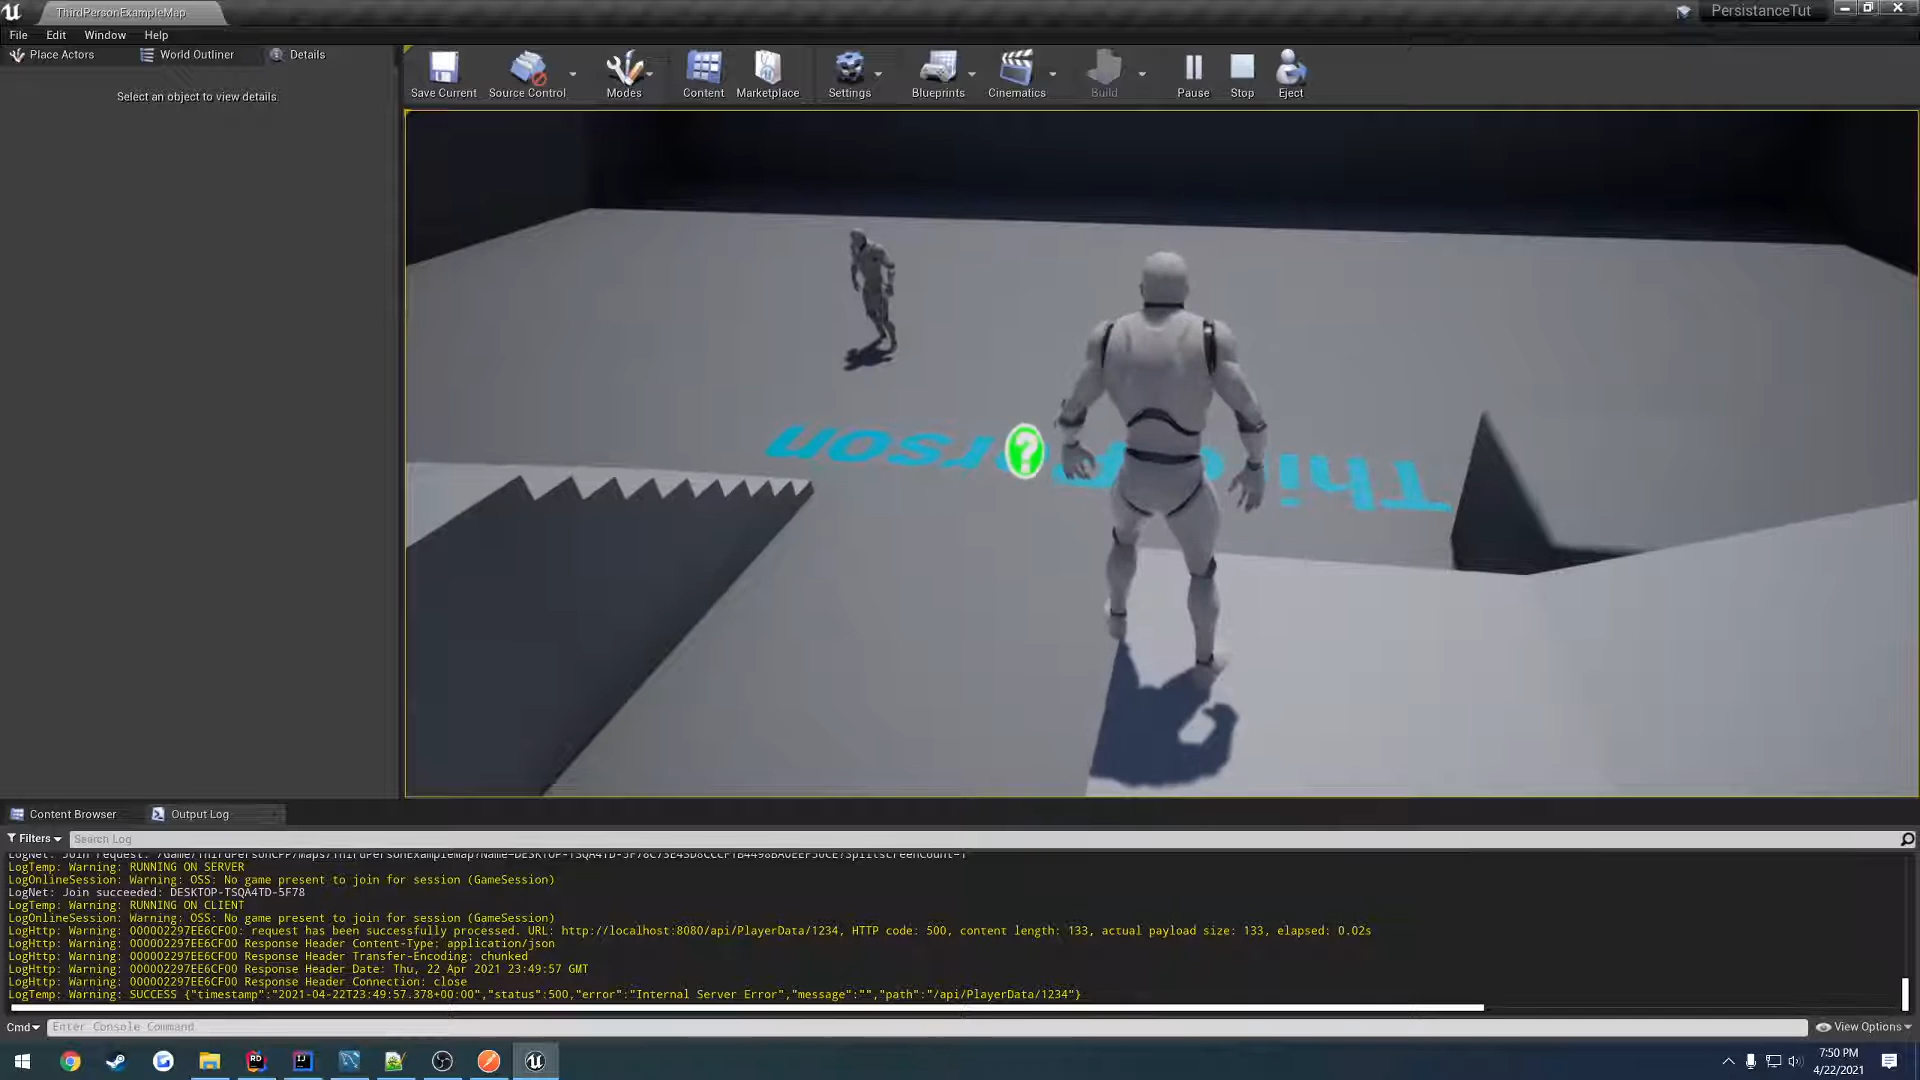 ThirdPersonExampleMap
PersistanceTut
File Edit Window Help
Place Actors
World Outliner
Details
Select an object to view details.
Save Current
Source Control
Modes
Content
Marketplace
Settings
Blueprints
Cinematics
Build
Pause
Stop
Eject
ThirdPerson
?
Content Browser
Output Log
Filters
Search Log
LogTemp: Warning: RUNNING ON SERVER
LogOnlineSession: Warning: OSS: No game present to join for session (GameSession)
LogNet: Join succeeded: DESKTOP-TSQA4TD-5F78
LogTemp: Warning: RUNNING ON CLIENT
LogOnlineSession: Warning: OSS: No game present to join for session (GameSession)
LogHttp: Warning: 000002297EE6CF00: request has been successfully processed. URL: http://localhost:8080/api/PlayerData/1234, HTTP code: 500, content length: 133, actual payload size: 133, elapsed: 0.02s
LogHttp: Warning: 000002297EE6CF00 Response Header Content-Type: application/json
LogHttp: Warning: 000002297EE6CF00 Response Header Transfer-Encoding: chunked
LogHttp: Warning: 000002297EE6CF00 Response Header Date: Thu, 22 Apr 2021 23:49:57 GMT
LogHttp: Warning: 000002297EE6CF00 Response Header Connection: close
LogTemp: Warning: SUCCESS {"timestamp":"2021-04-22T23:49:57.378+00:00","status":500,"error":"Internal Server Error","message":"","path":"/api/PlayerData/1234"}
Cmd
Enter Console Command
View Options
7:50 PM
4/22/2021